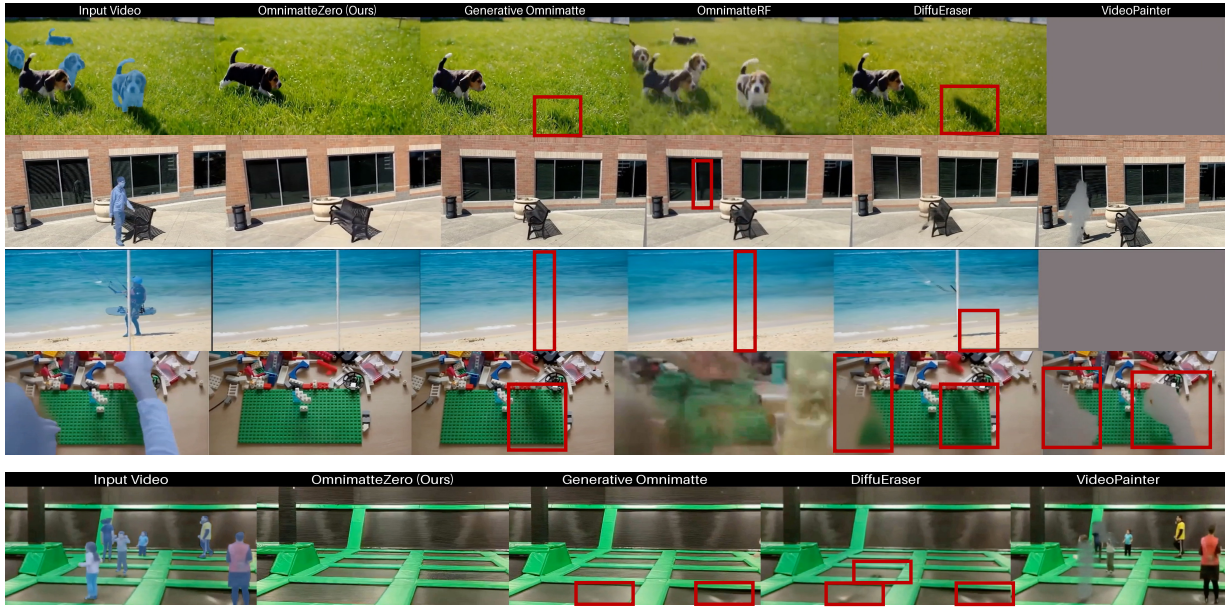 Input Video OmnimatteZero (Ours) Generative Omnimatte OmnimatteRF DiffuEraser VideoPainter
Input Video OmnimatteZero (Ours) Generative Omnimatte DiffuEraser VideoPainter